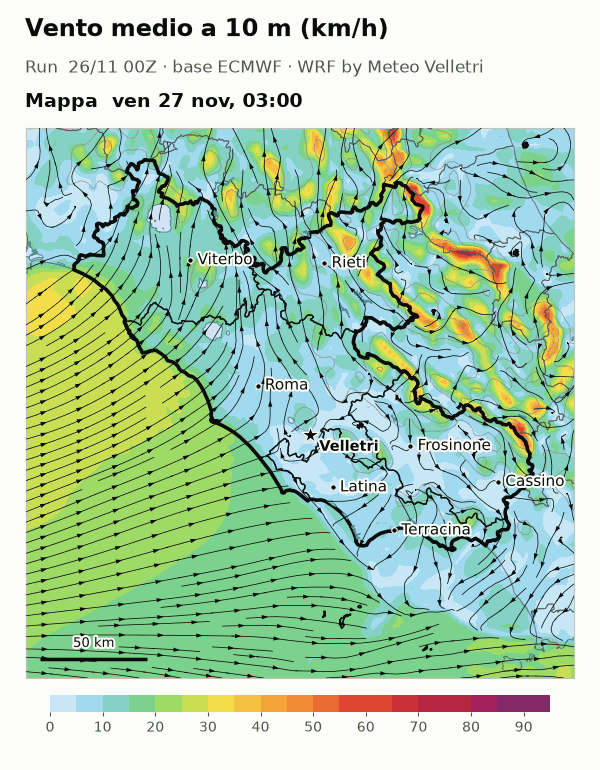 Vento medio a 10 m (km/h)
Run 26/11 00Z · base ECMWF · WRF by Meteo Velletri
Mappa ven 27 nov, 03:00
Viterbo
Rieti
Roma
Velletri
Frosinone
Latina
Cassino
Terracina
50 km
0 10 20 30 40 50 60 70 80 90